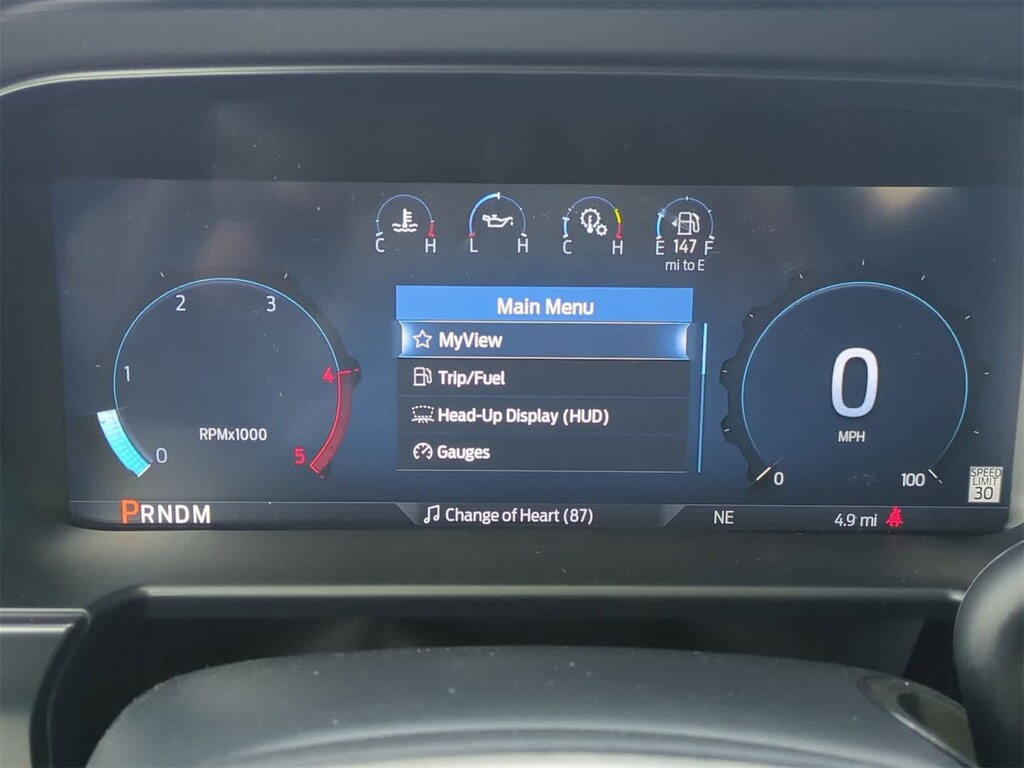 C H
L H
C H
E 147 F
mi to E
Main Menu
MyView
Trip/Fuel
Head-Up Display (HUD)
Gauges
0 1 2 3 4 5
RPMx1000
0
MPH
0 100
SPEED
LIMIT
30
PRNDM
Change of Heart (87)
NE
4.9 mi